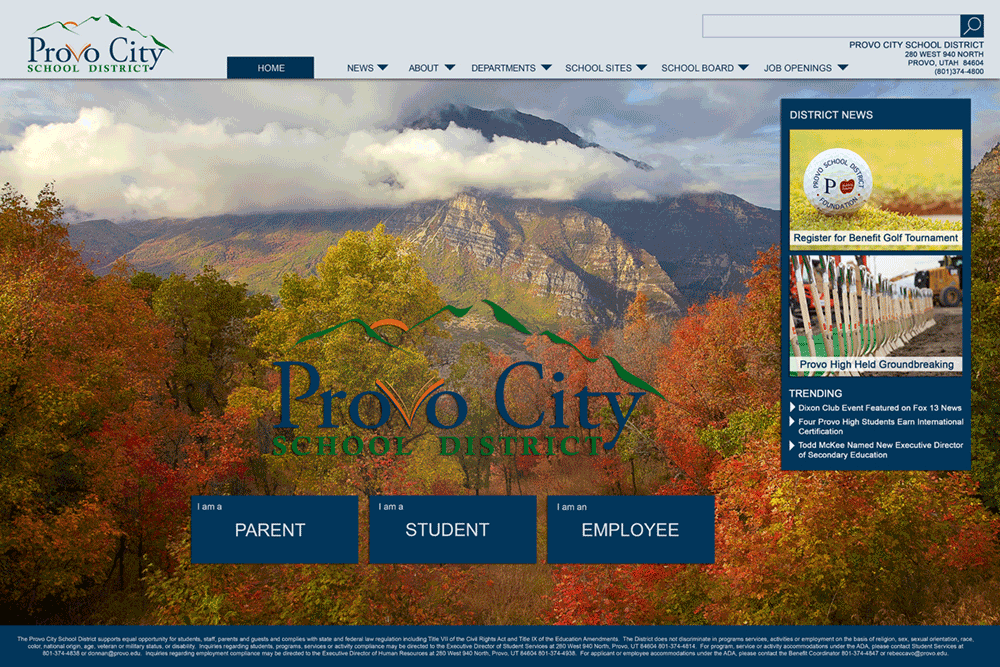 Provo City
SCHOOL DISTRICT
PROVO CITY SCHOOL DISTRICT
280 WEST 940 NORTH
PROVO, UTAH 84604
(801)374-4800
HOME
NEWS
ABOUT
DEPARTMENTS
SCHOOL SITES
SCHOOL BOARD
JOB OPENINGS
DISTRICT NEWS
PROVO SCHOOL DISTRICT
P
FOUNDATION
Register for Benefit Golf Tournament
Provo High Held Groundbreaking
TRENDING
Dixon Club Event Featured on Fox 13 News
Four Provo High Students Earn International
Certification
Todd McKee Named New Executive Director
of Secondary Education
Provo City
SCHOOL DISTRICT
I am a
PARENT
I am a
STUDENT
I am an
EMPLOYEE
The Provo City School District supports equal opportunity for students, staff, parents and guests and complies with state and federal law regulation including Title VII of the Civil Rights Act and Title IX of the Education Amendments. The District does not discriminate in programs services, activities or employment on the basis of religion, sex, sexual orientation, race,
color, national origin, age, veteran or military status, or disability. Inquiries regarding students, programs, services or activity compliance may be directed to the Executive Director of Student Services at 280 West 940 North, Provo, UT 84604 801-374-4814. For program, service or activity accommodations under the ADA, please contact Student Services at
801-374-4838 or donnan@provo.edu. Inquiries regarding employment compliance may be directed to the Executive Director of Human Resources at 280 West 940 North, Provo, UT 84604 801-374-4938. For applicant or employee accommodations under the ADA, please contact the Benefit Coordinator 801-374-4847 or rebeccav@provo.edu.